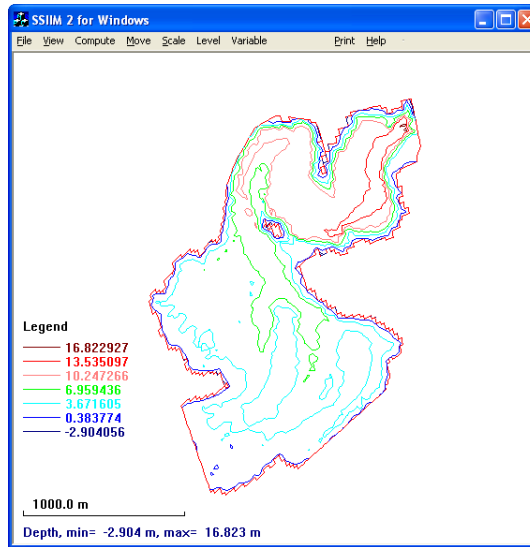 SSIIM 2 for Windows
File View Compute Move Scale Level Variable Print Help
Legend
16.822927
13.535097
10.247266
6.959436
3.671605
0.383774
-2.904056
1000.0 m
Depth, min= -2.904 m, max= 16.823 m